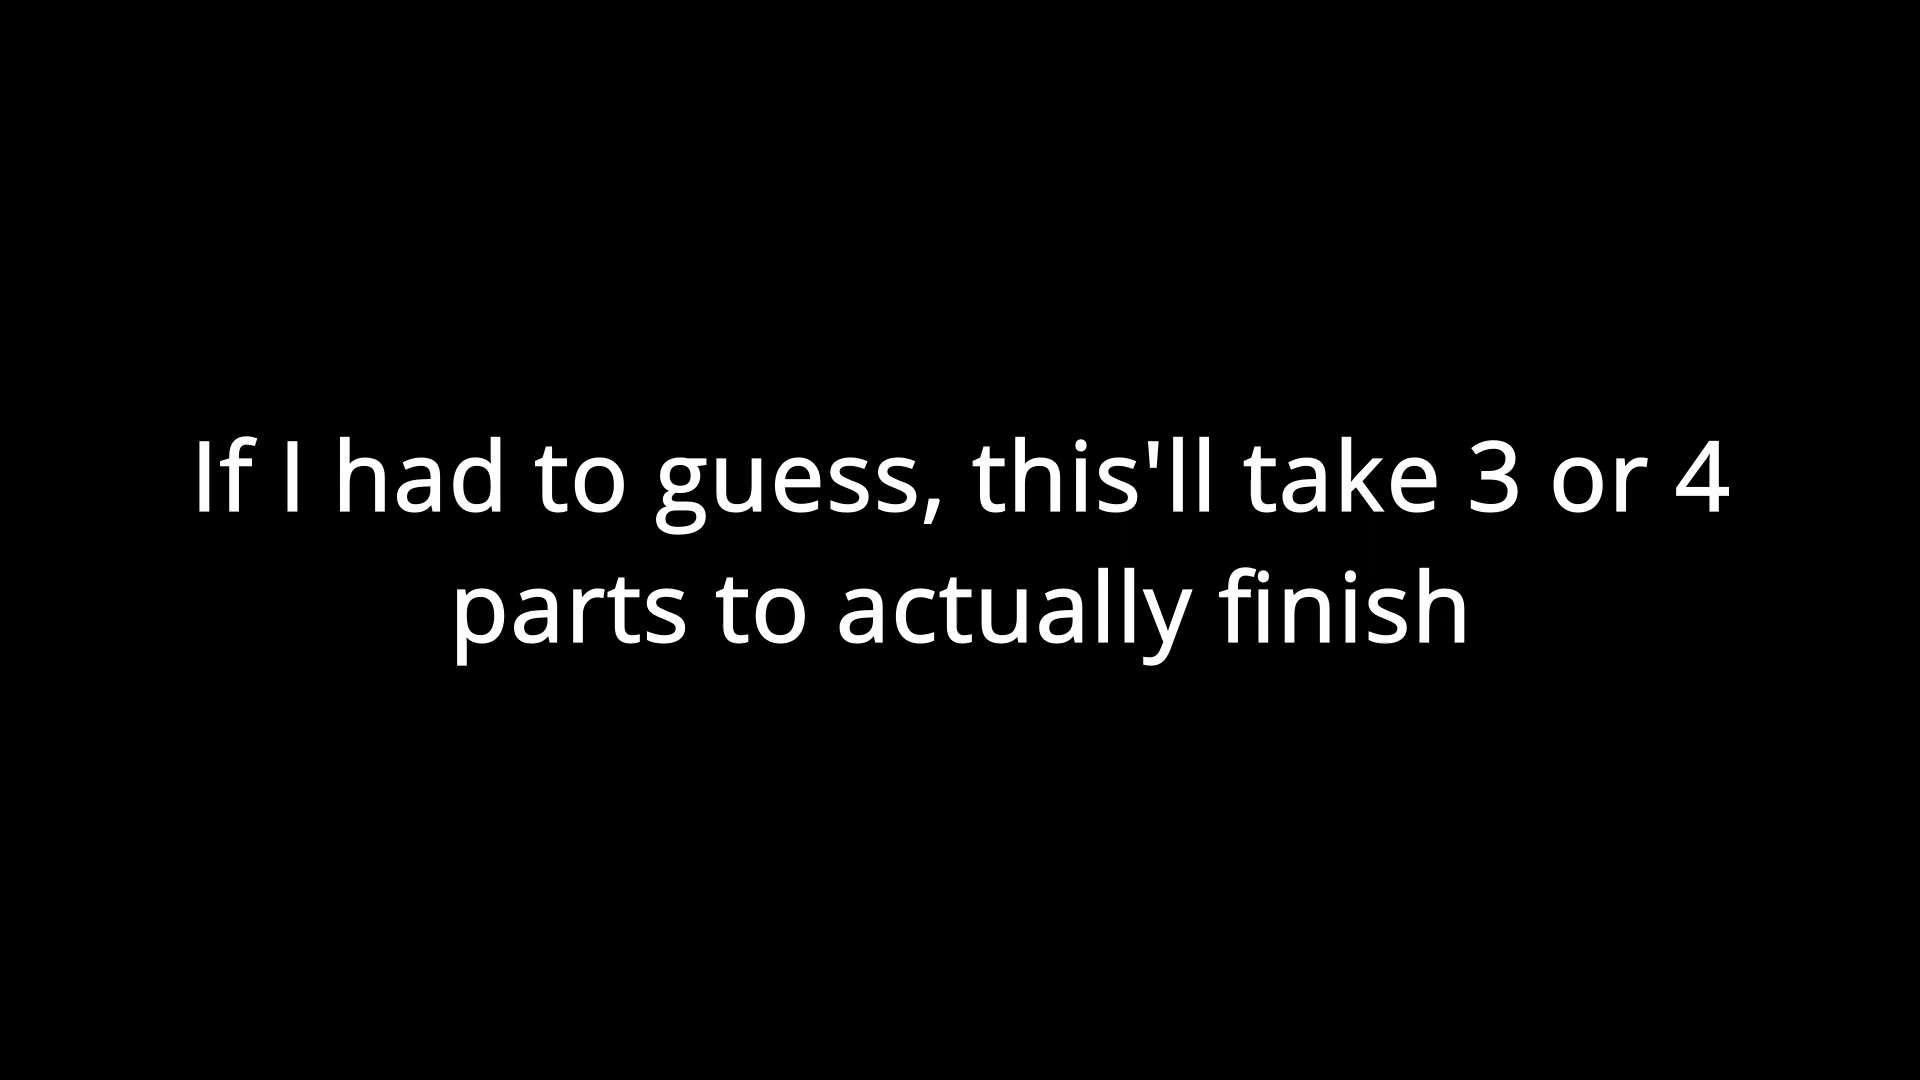 If I had to guess, this'll take 3 or 4
parts to actually finish